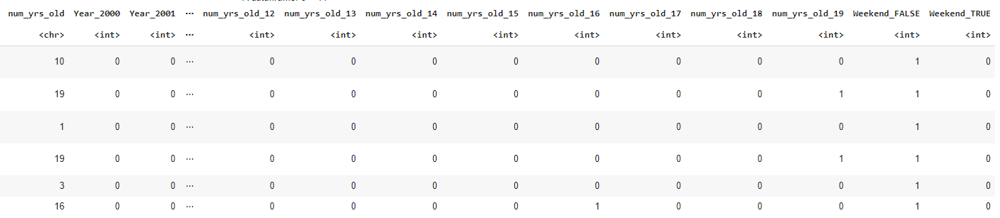 num_yrs_old Year_2000 Year_2001 ⋯ num_yrs_old_12 num_yrs_old_13 num_yrs_old_14 num_yrs_old_15 num_yrs_old_16 num_yrs_old_17 num_yrs_old_18 num_yrs_old_19 Weekend_FALSE Weekend_TRUE
<chr> <int> <int> ⋯ <int> <int> <int> <int> <int> <int> <int> <int> <int> <int>
10 0 0 ⋯ 0 0 0 0 0 0 0 0 1 0
19 0 0 ⋯ 0 0 0 0 0 0 0 1 1 0
1 0 0 ⋯ 0 0 0 0 0 0 0 0 1 0
19 0 0 ⋯ 0 0 0 0 0 0 0 1 1 0
3 0 0 ⋯ 0 0 0 0 0 0 0 0 1 0
16 0 0 ⋯ 0 0 0 0 1 0 0 0 1 0